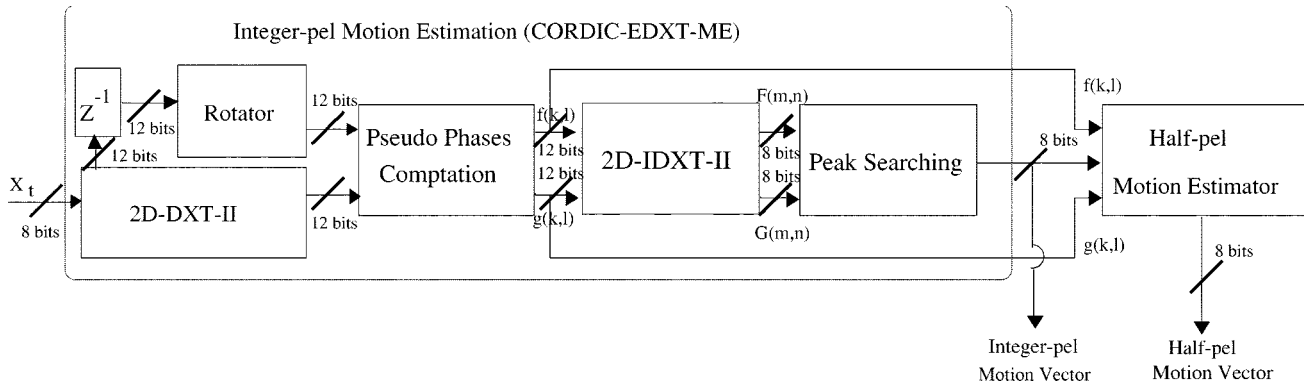 Integer-pel Motion Estimation (CORDIC-EDXT-ME)
Z-1
12 bits
Rotator
12 bits
12 bits
X t
8 bits
2D-DXT-II
12 bits
Pseudo Phases
Comptation
f(k,l)
12 bits
12 bits
g(k,l)
2D-IDXT-II
F(m,n)
8 bits
8 bits
G(m,n)
Peak Searching
8 bits
f(k,l)
Half-pel
Motion Estimator
g(k,l)
8 bits
Integer-pel
Motion Vector
Half-pel
Motion Vector